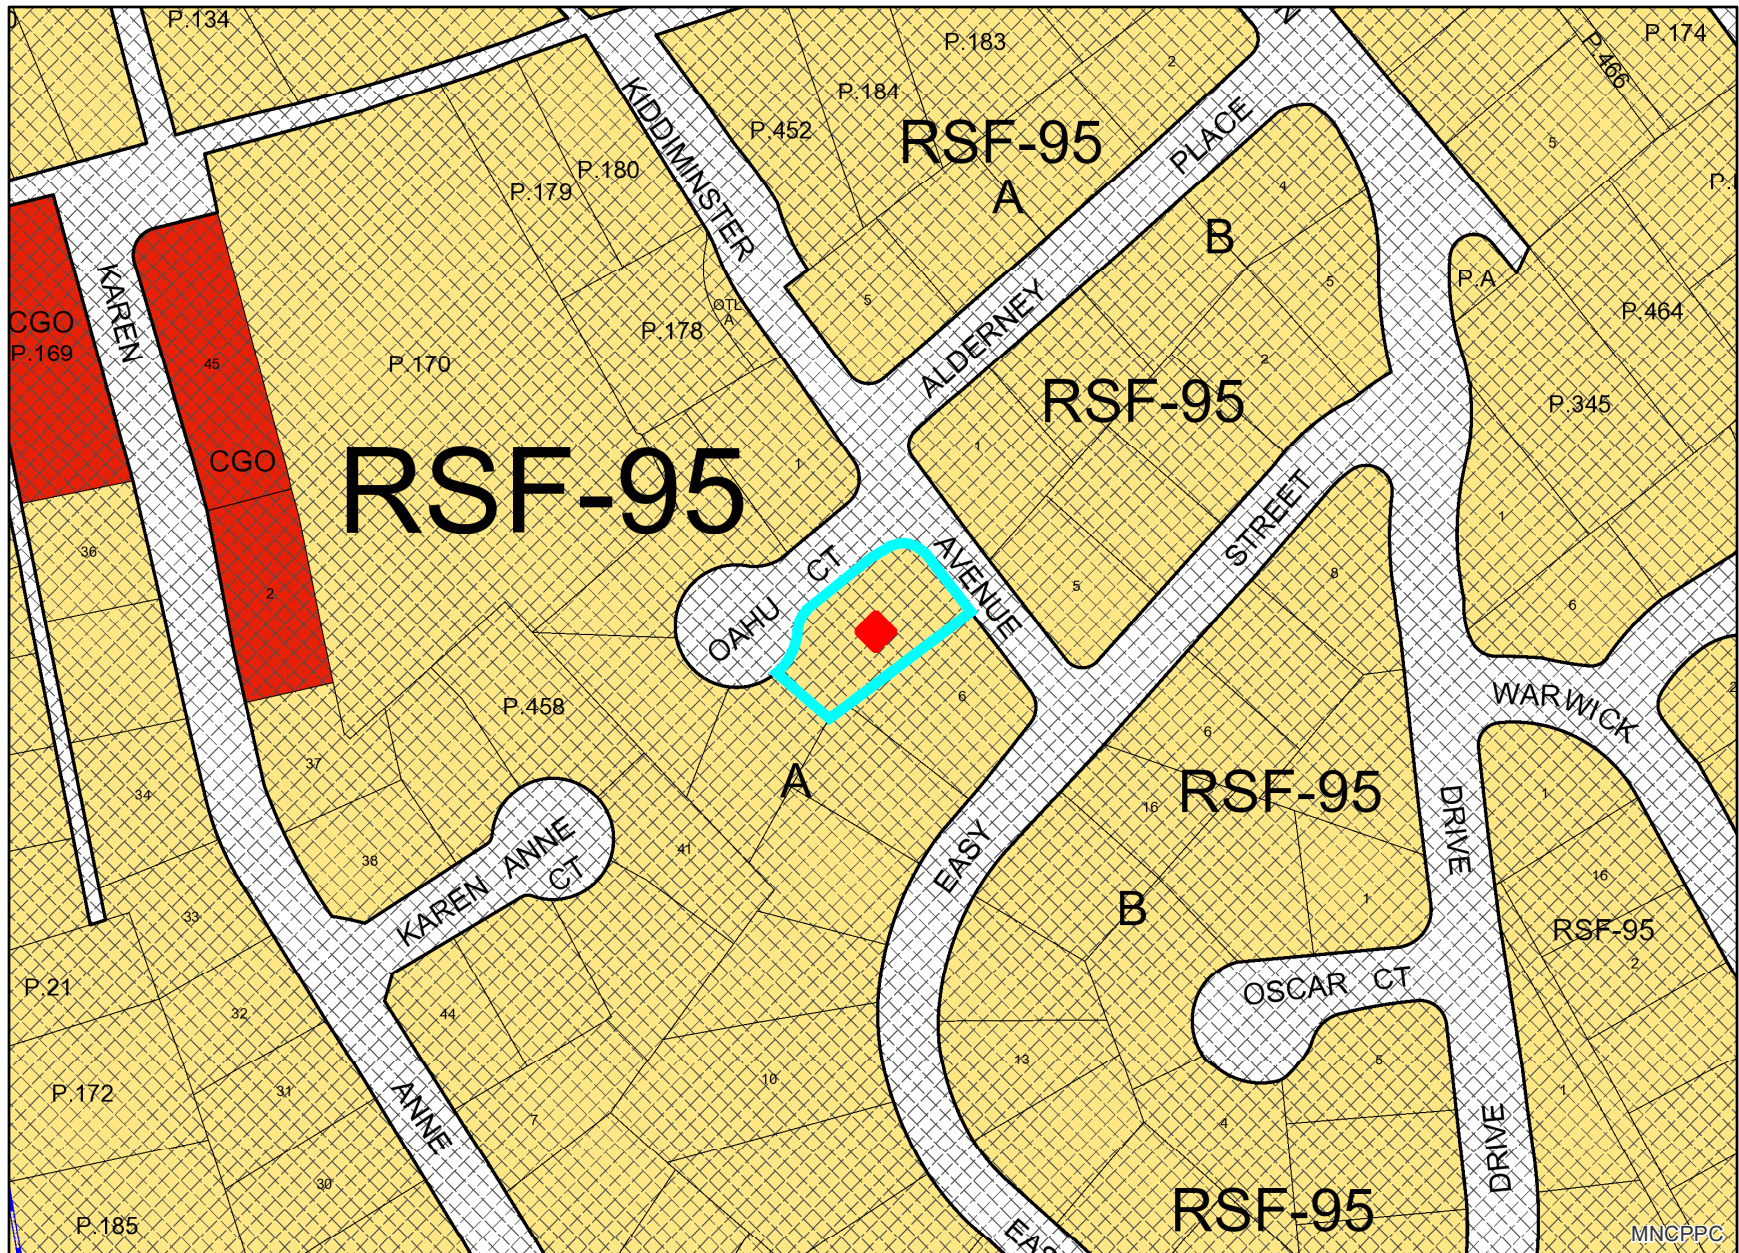 P.134
P.183
P.174
P.466
2
P.184
P.452
RSF-95
A
PLACE
5
KIDDIMINSTER
P.180
P.179
4
B
KAREN
5
P.A
P.464
CGO
P.169
45
P.170
OTL
A
P.178
5
ALDERNEY
2
RSF-95
P.345
CGO
RSF-95
1
1
STREET
1
36
2
OAHU CT
AVENUE
5
8
6
P.458
6
WARWICK
2
37
A
6
RSF-95
34
16
DRIVE
1
38
KAREN ANNE
CT
41
EASY
16
33
B
1
RSF-95
2
P.21
OSCAR CT
32
44
13
5
P.172
31
10
1
ANNE
7
4
DRIVE
30
P.185
RSF-95
MNCPPC